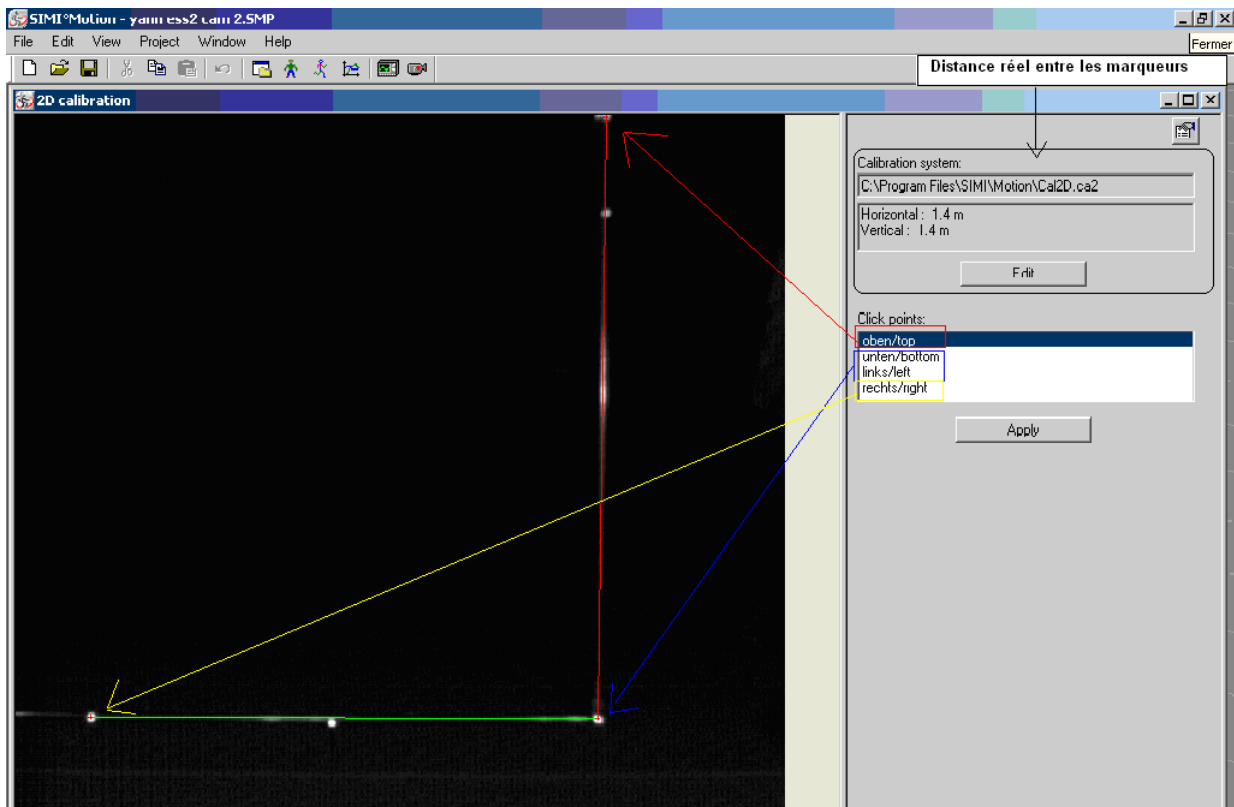 SIMI°Motion - yann ess2 cam 2.SMP
File Edit View Project Window Help
Fermer
Distance réel entre les marqueurs
2D calibration
Calibration system:
C:\Program Files\SIMI\Motion\Cal2D.ca2
Horizontal : 1.4 m
Vertical : 1.4 m
Edit
Click points:
oben/top
unten/bottom
links/left
rechts/right
Apply